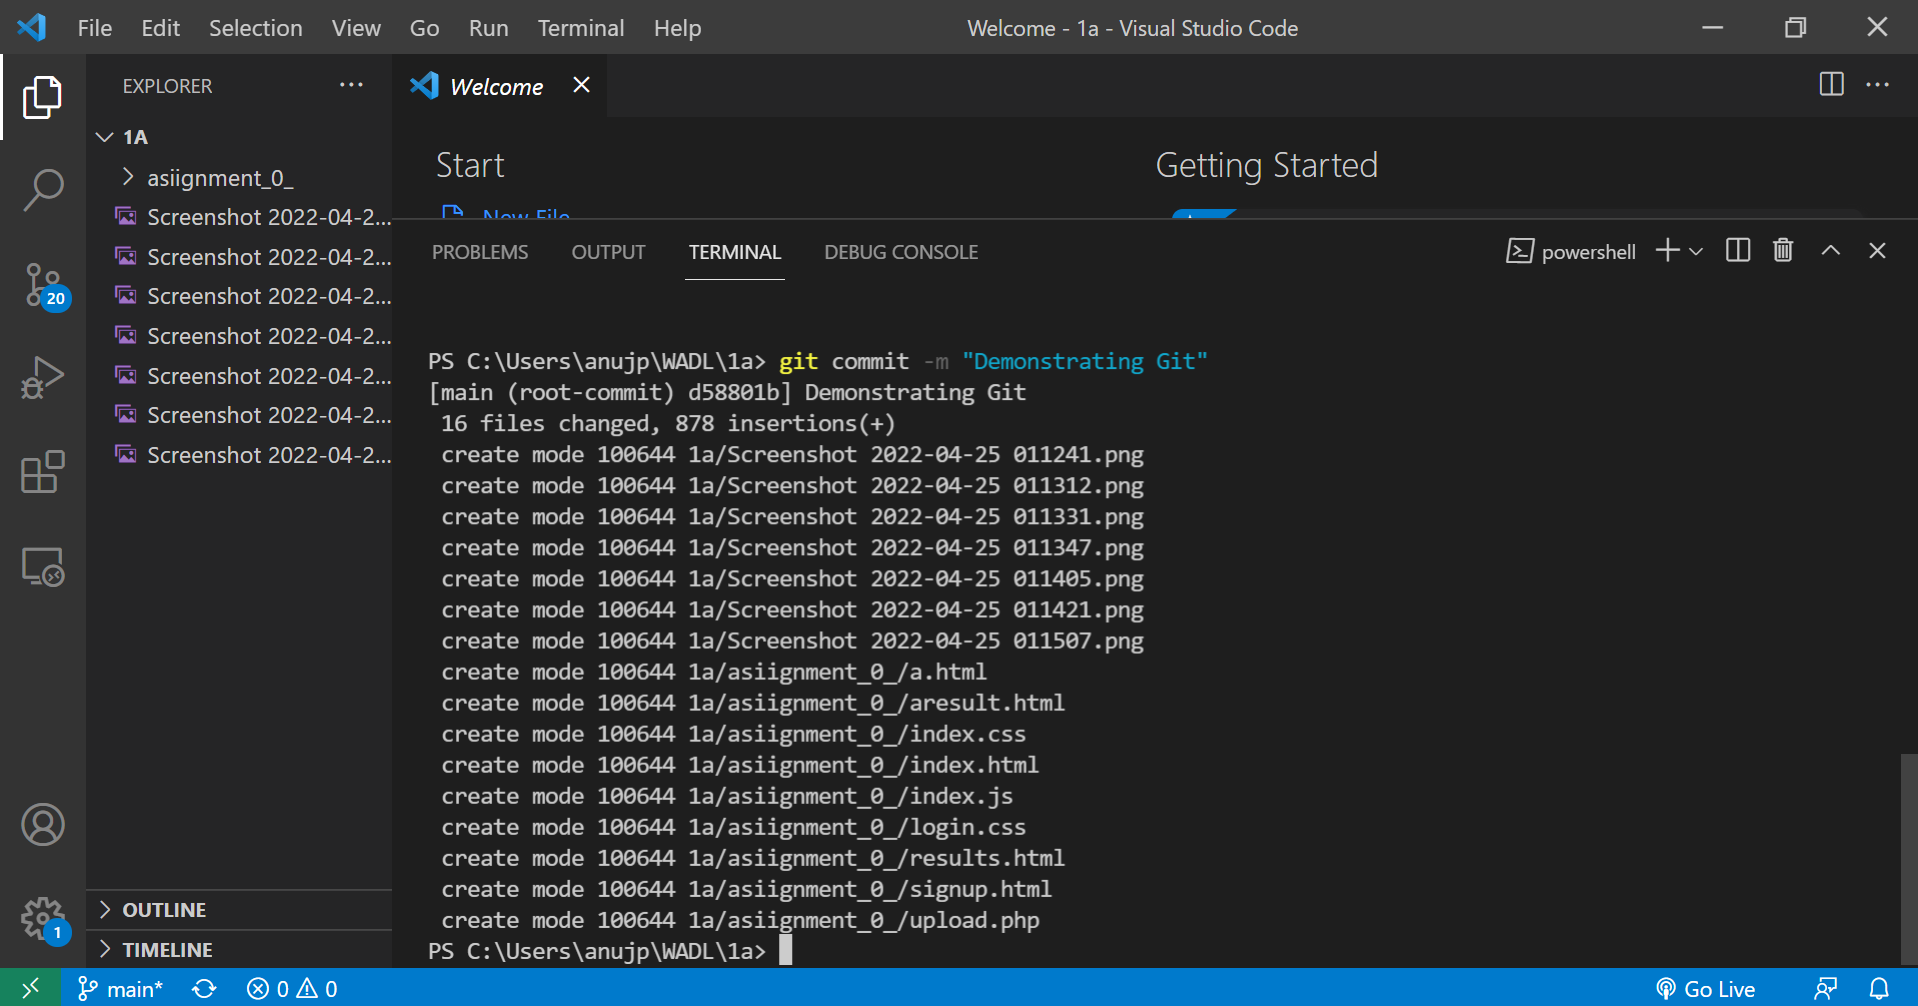 File Edit Selection View Go Run Terminal Help
Welcome - 1a - Visual Studio Code
EXPLORER
Welcome
1A
asiignment_0_
Screenshot 2022-04-2...
Screenshot 2022-04-2...
Screenshot 2022-04-2...
Screenshot 2022-04-2...
Screenshot 2022-04-2...
Screenshot 2022-04-2...
Screenshot 2022-04-2...
20
OUTLINE
TIMELINE
1
Start
New File
Getting Started
PROBLEMS OUTPUT TERMINAL DEBUG CONSOLE
powershell
PS C:\Users\anujp\WADL\1a> git commit -m "Demonstrating Git"
[main (root-commit) d58801b] Demonstrating Git
16 files changed, 878 insertions(+)
create mode 100644 1a/Screenshot 2022-04-25 011241.png
create mode 100644 1a/Screenshot 2022-04-25 011312.png
create mode 100644 1a/Screenshot 2022-04-25 011331.png
create mode 100644 1a/Screenshot 2022-04-25 011347.png
create mode 100644 1a/Screenshot 2022-04-25 011405.png
create mode 100644 1a/Screenshot 2022-04-25 011421.png
create mode 100644 1a/Screenshot 2022-04-25 011507.png
create mode 100644 1a/asiignment_0_/a.html
create mode 100644 1a/asiignment_0_/aresult.html
create mode 100644 1a/asiignment_0_/index.css
create mode 100644 1a/asiignment_0_/index.html
create mode 100644 1a/asiignment_0_/index.js
create mode 100644 1a/asiignment_0_/login.css
create mode 100644 1a/asiignment_0_/results.html
create mode 100644 1a/asiignment_0_/signup.html
create mode 100644 1a/asiignment_0_/upload.php
PS C:\Users\anujp\WADL\1a>
main* 0 0
Go Live